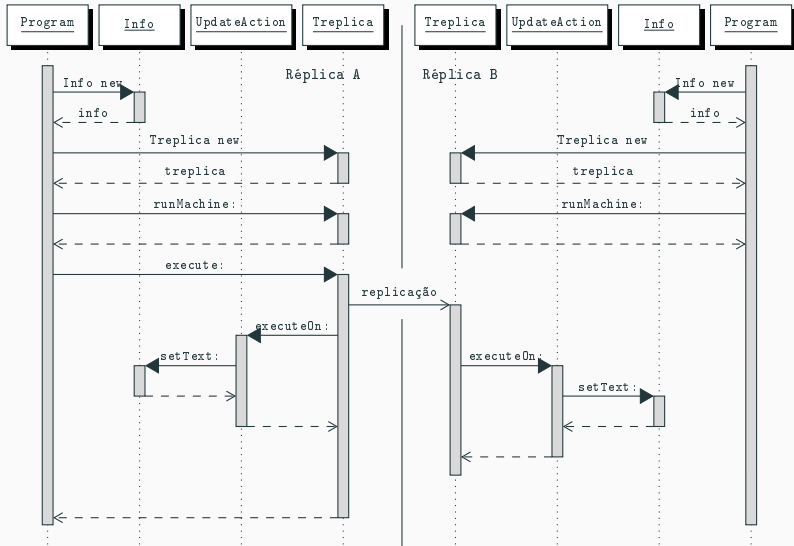 Program Info UpdateAction Treplica Treplica UpdateAction Info Program
Réplica A Réplica B
Info new Info new
info info
Treplica new Treplica new
treplica treplica
runMachine: runMachine:
execute:
replicação
executeOn:
setText: executeOn:
setText: